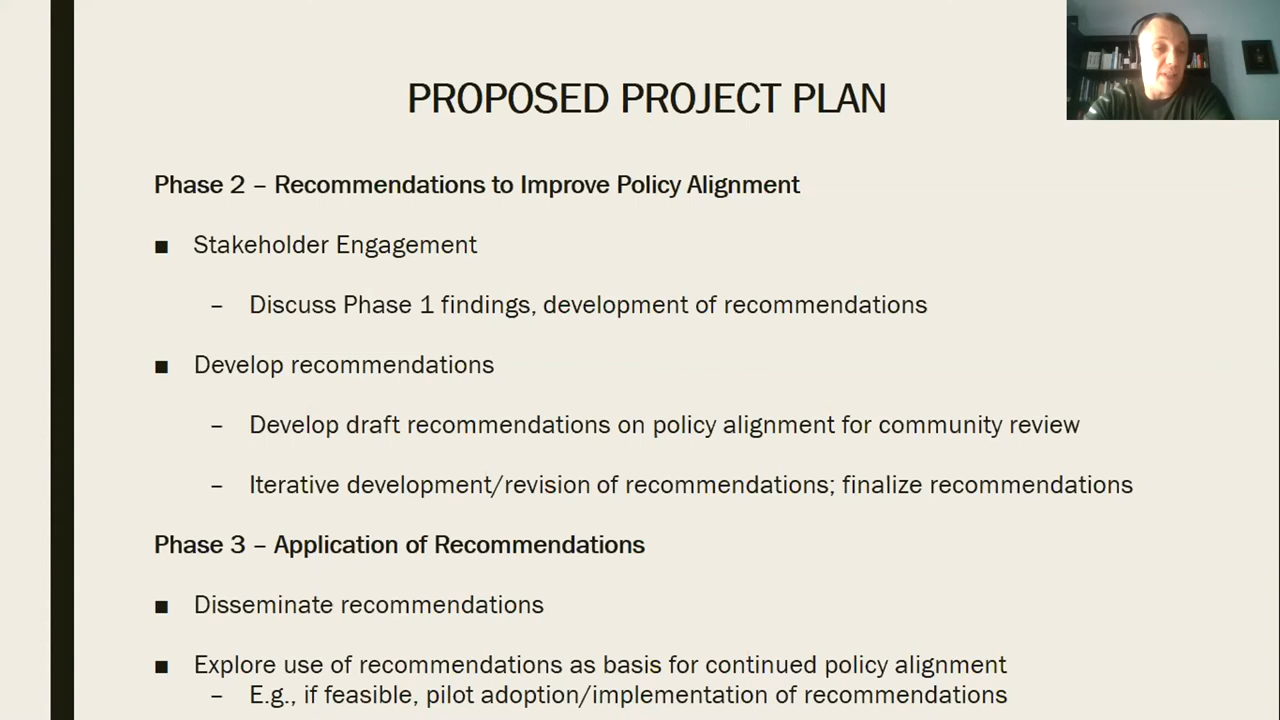 PROPOSED PROJECT PLAN
Phase 2 – Recommendations to Improve Policy Alignment
■ Stakeholder Engagement
– Discuss Phase 1 findings, development of recommendations
■ Develop recommendations
– Develop draft recommendations on policy alignment for community review
– Iterative development/revision of recommendations; finalize recommendations
Phase 3 – Application of Recommendations
■ Disseminate recommendations
■ Explore use of recommendations as basis for continued policy alignment
– E.g., if feasible, pilot adoption/implementation of recommendations